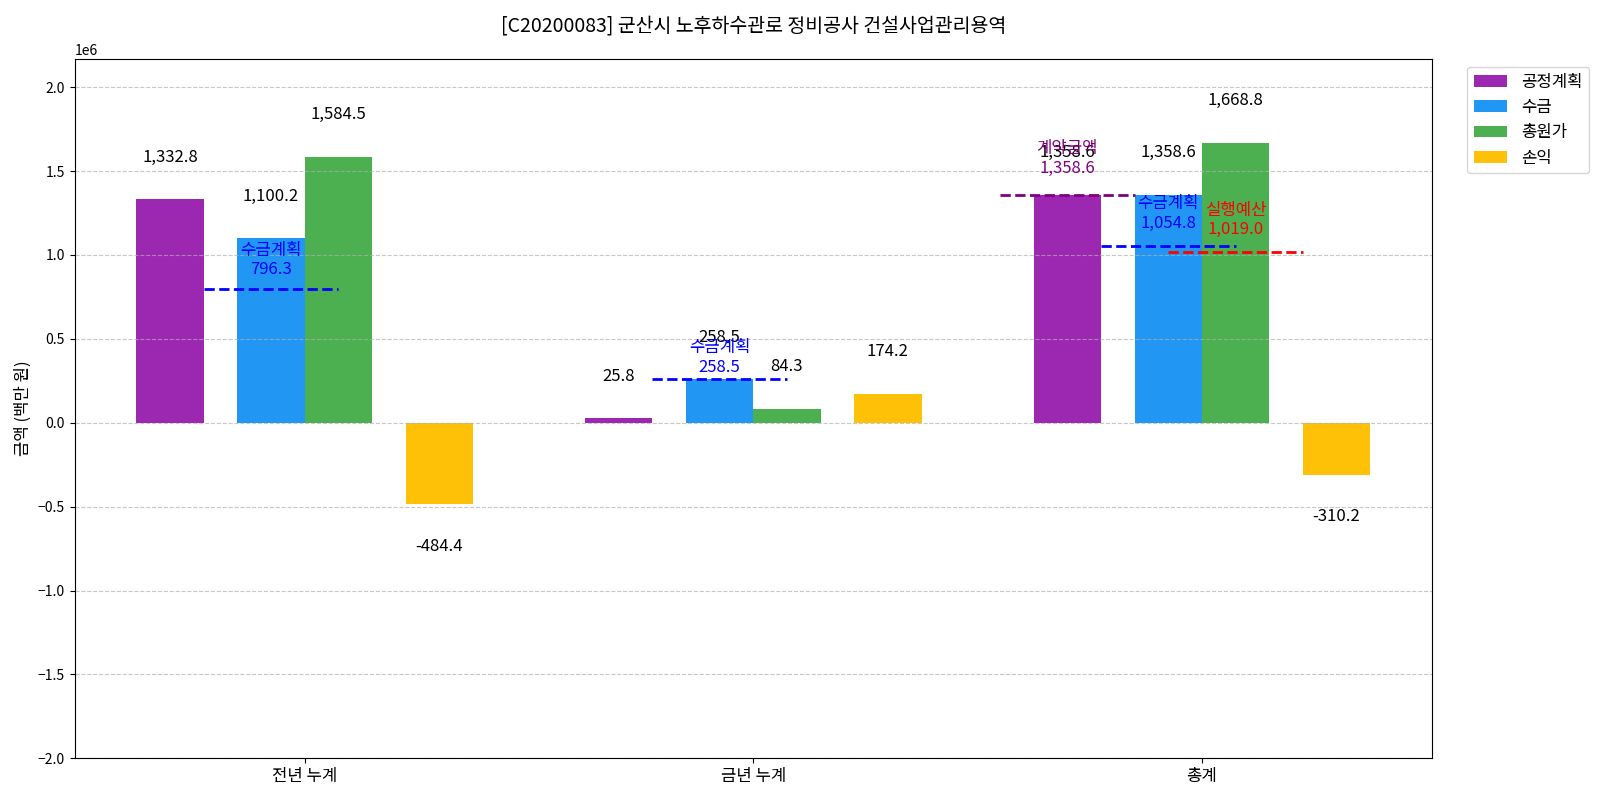 [C20200083] 군산시 노후하수관로 정비공사 건설사업관리용역
1e6
2.0
1.5
1.0
0.5
0.0
−0.5
−1.0
−1.5
−2.0
금액 (백만 원)
1,332.8
1,100.2
1,584.5
수금계획
796.3
-484.4
25.8
258.5
수금계획
258.5
84.3
174.2
계약금액
1,358.6
1,358.6
1,358.6
수금계획
1,054.8
1,668.8
실행예산
1,019.0
-310.2
전년 누계
금년 누계
총계
공정계획
수금
총원가
손익